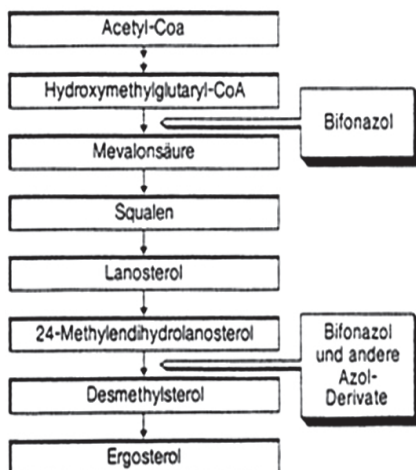 Acetyl-Coa
Hydroxymethylglutaryl-CoA
Bifonazol
Mevalonsäure
Squalen
Lanosterol
24-Methylendihydrolanosterol
Bifonazol
und andere
Azol-
Derivate
Desmethylsterol
Ergosterol